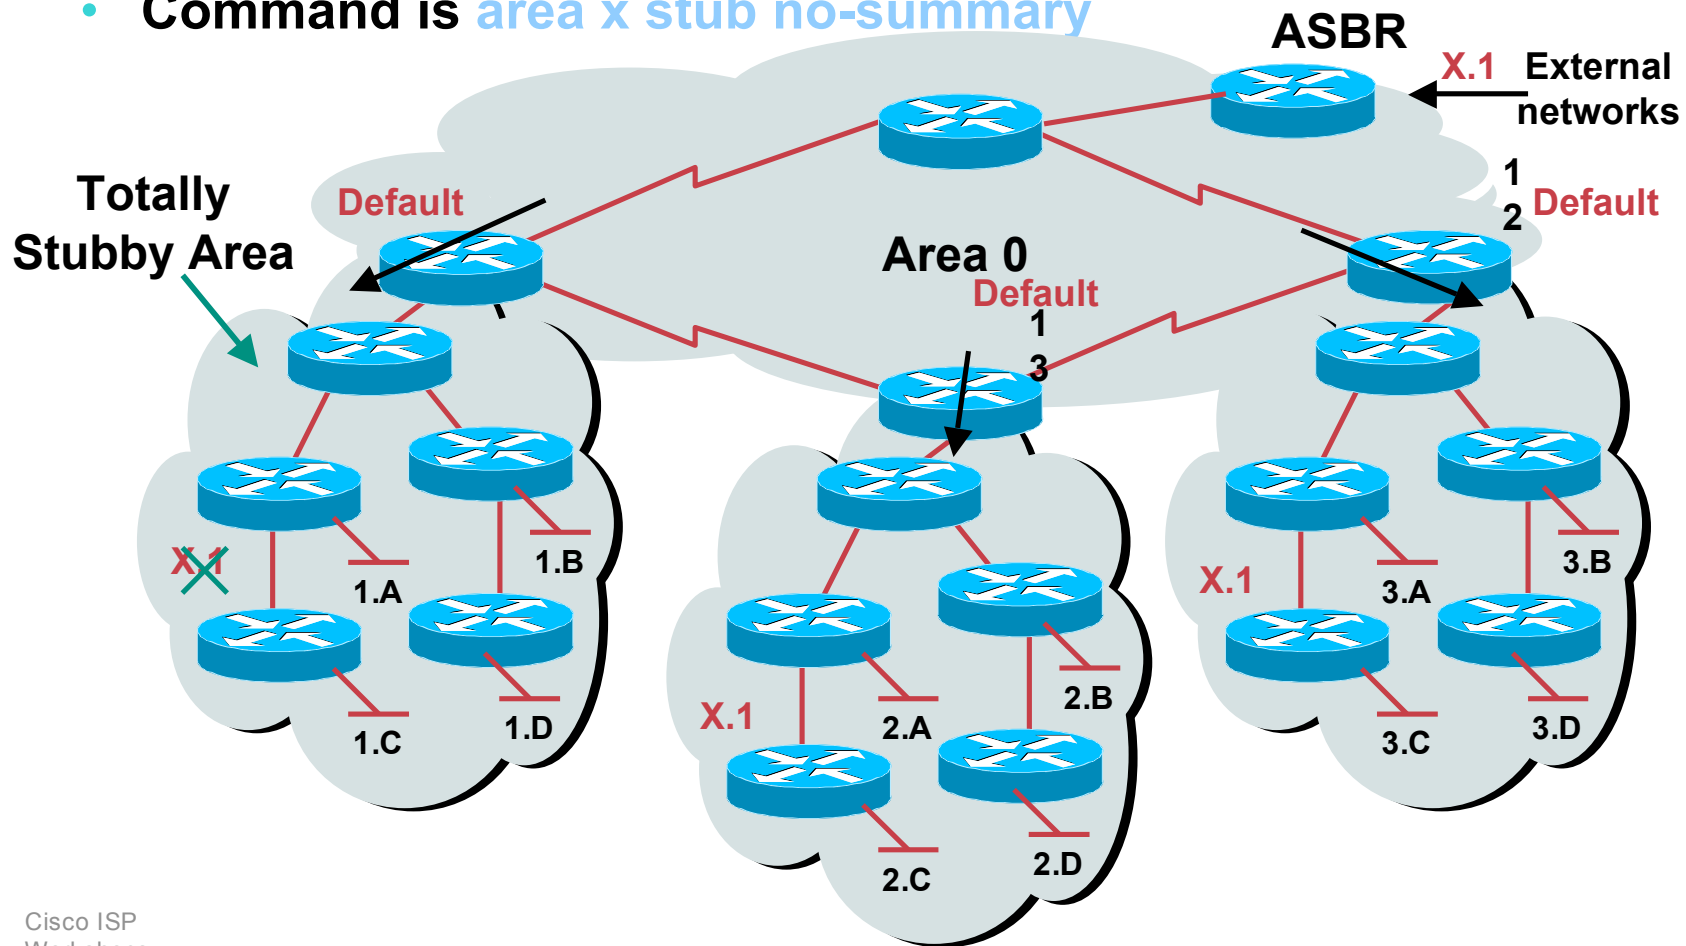 • Command is area x stub no-summary
ASBR
X.1 External
networks
Totally
Stubby Area
Default
1
2
Default
Area 0
Default
1
3
X.1
1.A
1.B
1.C
1.D
X.1
2.A
2.B
2.C
2.D
X.1
3.A
3.B
3.C
3.D
Cisco ISP